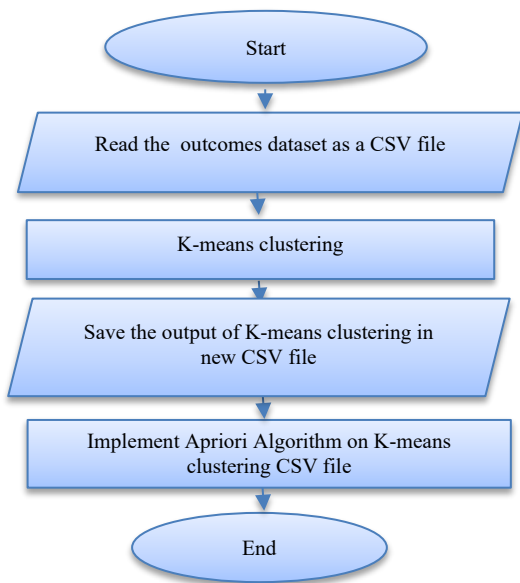 Start
Read the  outcomes dataset as a CSV file
K-means clustering
Save the output of K-means clustering in
new CSV file
Implement Apriori Algorithm on K-means
clustering CSV file
End